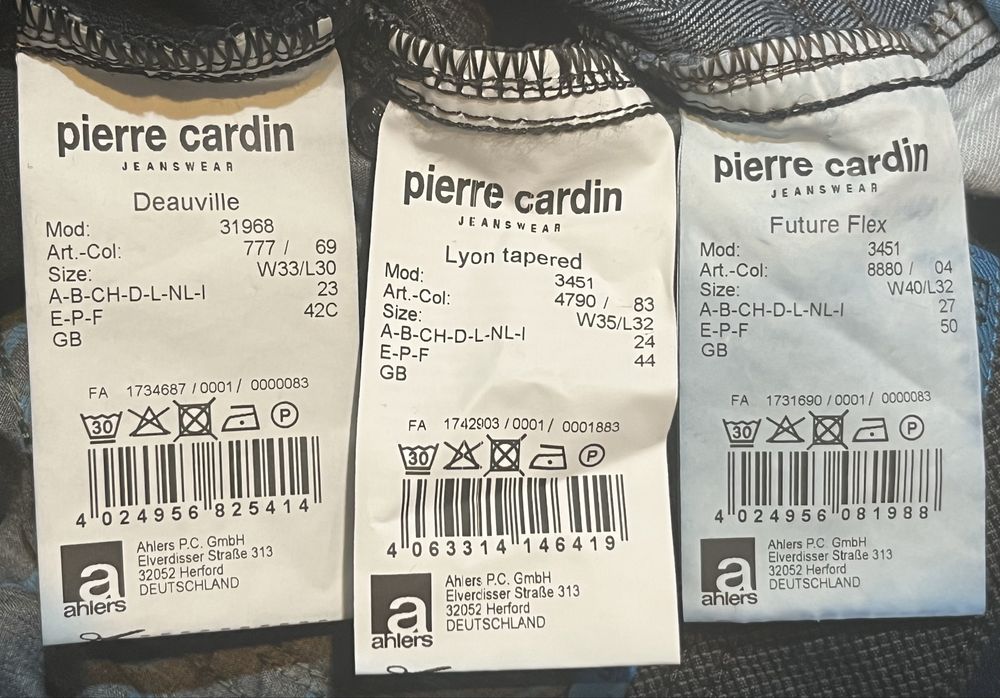 pierre cardin
JEANSWEAR
Deauville
Mod: 31968
Art-Col: 777 / 69
Size: W33/L30
A-B-CH-D-L-NL-I 23
E-P-F 42C
GB
FA 1734687 / 0001 / 0000083
30 P
4 024956 825414
a
ahlers
Ahlers P.C. GmbH
Elverdisser Straße 313
32052 Herford
DEUTSCHLAND
pierre cardin
JEANSWEAR
Lyon tapered
Mod: 3451
Art.-Col: 4790 / 83
Size: W35/L32
A-B-CH-D-L-NL-I 24
E-P-F 44
GB
FA 1742903 / 0001 / 0001883
30 P
4 063314 146419
a
ahlers
Ahlers P.C. GmbH
Elverdisser Straße 313
32052 Herford
DEUTSCHLAND
pierre cardin
JEANSWEAR
Future Flex
Mod: 3451
Art.-Col: 8880 / 04
Size: W40/L32
A-B-CH-D-L-NL-I 27
E-P-F 50
GB
FA 1731690 / 0001 / 0000083
30 P
4 024956 081988
a
ahlers
Ahlers P.C. GmbH
Elverdisser Straße 313
32052 Herford
DEUTSCHLAND